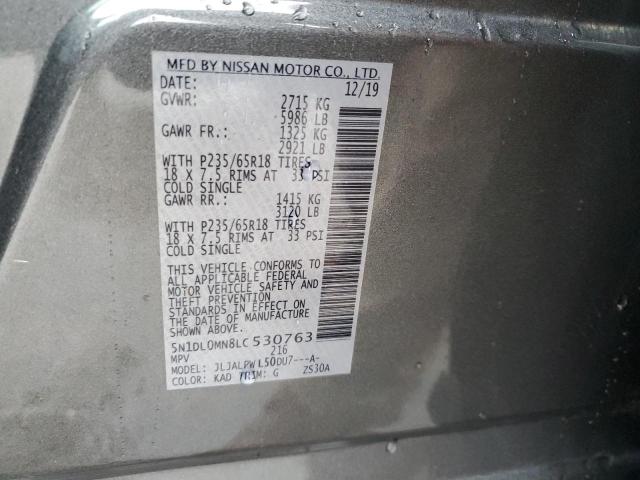 MFD BY NISSAN MOTOR CO., LTD.
DATE: 12/19
GVWR: 2715 KG
5986 LB
GAWR FR.: 1325 KG
2921 LB
WITH P235/65R18 TIRES
18 X 7.5 RIMS AT 33 PSI
COLD SINGLE
GAWR RR.: 1415 KG
3120 LB
WITH P235/65R18 TIRES
18 X 7.5 RIMS AT 33 PSI
COLD SINGLE
THIS VEHICLE CONFORMS TO
ALL APPLICABLE FEDERAL
MOTOR VEHICLE SAFETY AND
THEFT PREVENTION
STANDARDS IN EFFECT ON
THE DATE OF MANUFACTURE
SHOWN ABOVE.
5N1DL0MN8LC530763
MPV 216
MODEL: JLJALPWL50DU7---A-
COLOR: KAD TRIM: G ZS30A